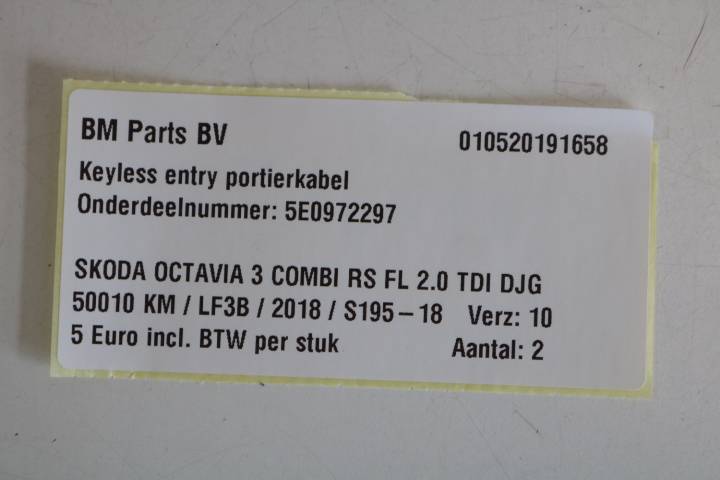 BM Parts BV 010520191658
Keyless entry portierkabel
Onderdeelnummer: 5E0972297
SKODA OCTAVIA 3 COMBI RS FL 2.0 TDI DJG
50010 KM / LF3B / 2018 / S195-18 Verz: 10
5 Euro incl. BTW per stuk Aantal: 2